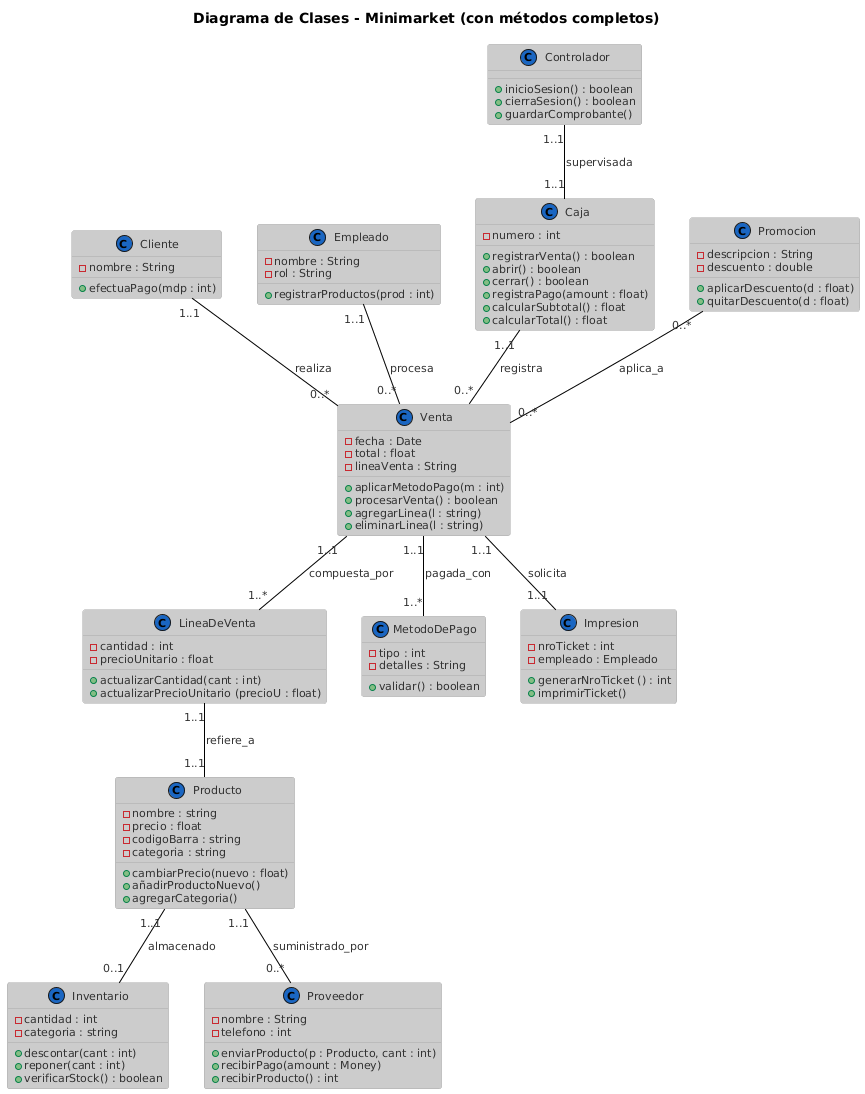 Diagrama de Clases - Minimarket (con métodos completos)
C Controlador
inicioSesion() : boolean
cierraSesion() : boolean
guardarComprobante()
1..1
supervisada
1..1
C Caja
numero : int
registrarVenta() : boolean
abrir() : boolean
cerrar() : boolean
registraPago(amount : float)
calcularSubtotal() : float
calcularTotal() : float
C Cliente
nombre : String
efectuaPago(mdp : int)
C Empleado
nombre : String
rol : String
registrarProductos(prod : int)
C Promocion
descripcion : String
descuento : double
aplicarDescuento(d : float)
quitarDescuento(d : float)
1..1
realiza
0..*
1..1
procesa
0..*
1..1
registra
0..*
0..*
aplica_a
0..*
C Venta
fecha : Date
total : float
lineaVenta : String
aplicarMetodoPago(m : int)
procesarVenta() : boolean
agregarLinea(l : string)
eliminarLinea(l : string)
1..1
compuesta_por
1..*
1..1
pagada_con
1..*
1..1
solicita
1..1
C LineaDeVenta
cantidad : int
precioUnitario : float
actualizarCantidad(cant : int)
actualizarPrecioUnitario (precioU : float)
C MetodoDePago
tipo : int
detalles : String
validar() : boolean
C Impresion
nroTicket : int
empleado : Empleado
generarNroTicket () : int
imprimirTicket()
1..1
refiere_a
1..1
C Producto
nombre : string
precio : float
codigoBarra : string
categoria : string
cambiarPrecio(nuevo : float)
añadirProductoNuevo()
agregarCategoria()
1..1
almacenado
0..1
1..1
suministrado_por
0..*
C Inventario
cantidad : int
categoria : string
descontar(cant : int)
reponer(cant : int)
verificarStock() : boolean
C Proveedor
nombre : String
telefono : int
enviarProducto(p : Producto, cant : int)
recibirPago(amount : Money)
recibirProducto() : int